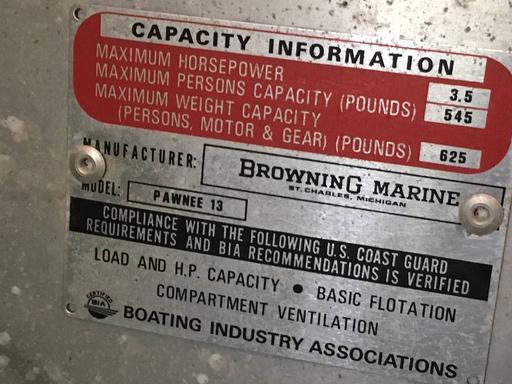 CAPACITY INFORMATION
MAXIMUM HORSEPOWER 3.5
MAXIMUM PERSONS CAPACITY (POUNDS) 545
MAXIMUM WEIGHT CAPACITY
(PERSONS, MOTOR & GEAR) (POUNDS) 625
MANUFACTURER: BROWNING MARINE
ST. CHARLES, MICHIGAN
MODEL: PAWNEE 13
COMPLIANCE WITH THE FOLLOWING U.S. COAST GUARD
REQUIREMENTS AND BIA RECOMMENDATIONS IS VERIFIED
LOAD AND H.P. CAPACITY • BASIC FLOTATION
COMPARTMENT VENTILATION
CERTIFIED
BIA
BOATING INDUSTRY ASSOCIATIONS